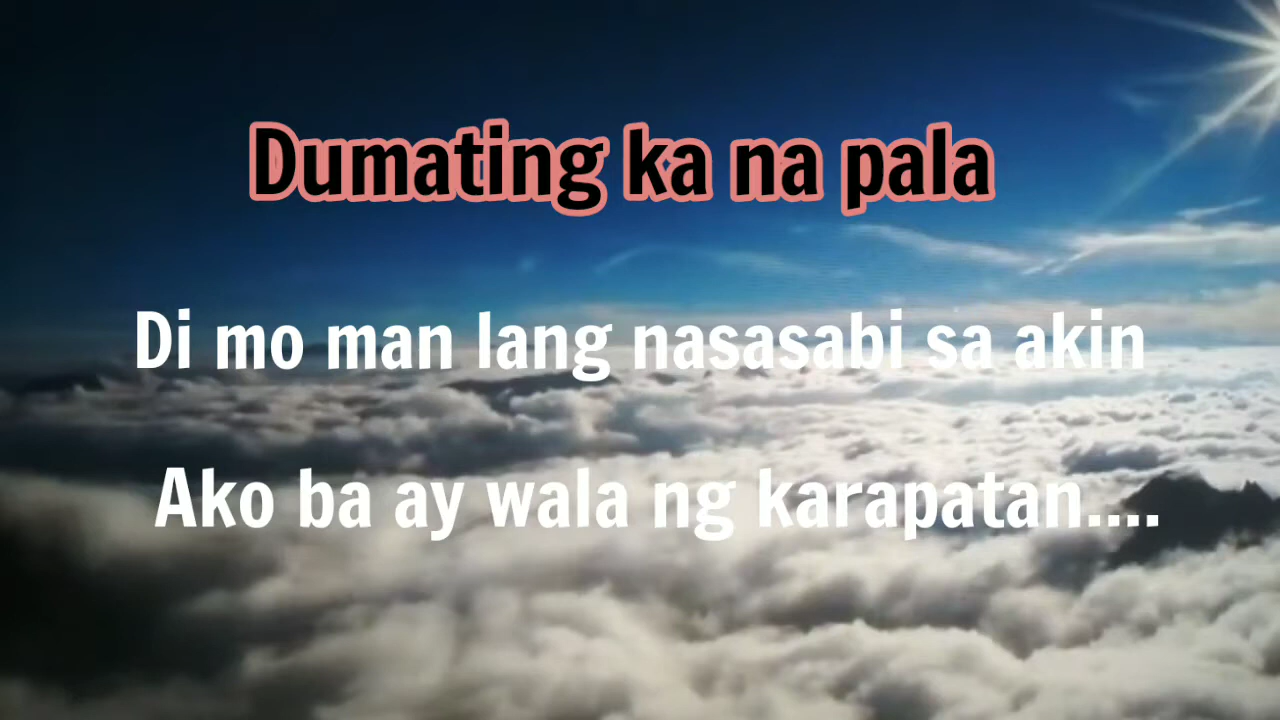 Dumating ka na pala
Di mo man lang nasasabi sa akin
Ako ba ay wala ng karapatan....